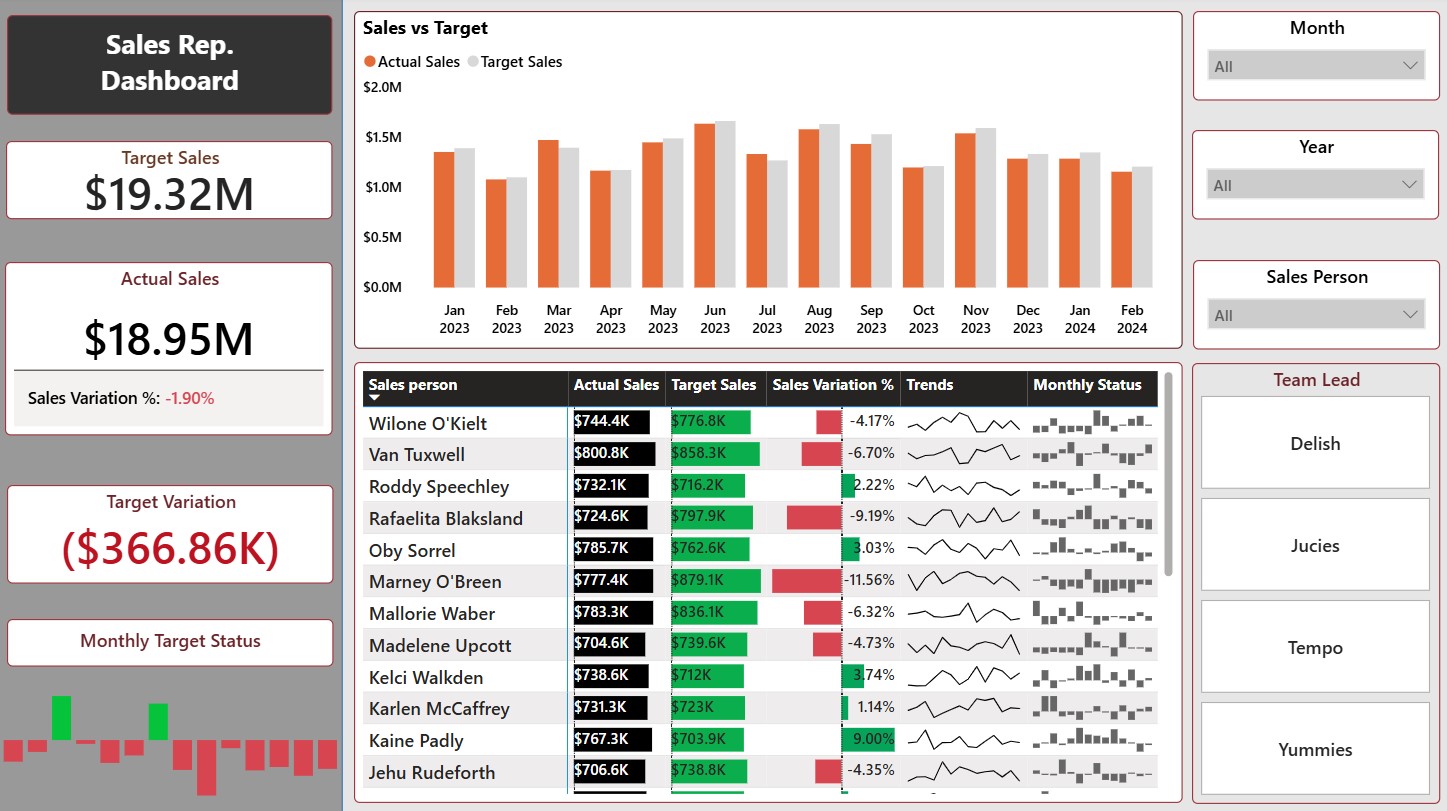 Sales Rep.
Dashboard
Target Sales
$19.32M
Actual Sales
$18.95M
Sales Variation %: -1.90%
Target Variation
($366.86K)
Monthly Target Status
Sales vs Target
Actual Sales Target Sales
$2.0M
$1.5M
$1.0M
$0.5M
$0.0M
Jan Feb Mar Apr May Jun Jul Aug Sep Oct Nov Dec Jan Feb
2023 2023 2023 2023 2023 2023 2023 2023 2023 2023 2023 2023 2024 2024
Sales person Actual Sales Target Sales Sales Variation % Trends Monthly Status
Wilone O'Kielt $744.4K $776.8K -4.17%
Van Tuxwell $800.8K $858.3K -6.70%
Roddy Speechley $732.1K $716.2K 2.22%
Rafaelita Blaksland $724.6K $797.9K -9.19%
Oby Sorrel $785.7K $762.6K 3.03%
Marney O'Breen $777.4K $879.1K -11.56%
Mallorie Waber $783.3K $836.1K -6.32%
Madelene Upcott $704.6K $739.6K -4.73%
Kelci Walkden $738.6K $712K 3.74%
Karlen McCaffrey $731.3K $723K 1.14%
Kaine Padly $767.3K $703.9K 9.00%
Jehu Rudeforth $706.6K $738.8K -4.35%
Month
All
Year
All
Sales Person
All
Team Lead
Delish
Jucies
Tempo
Yummies